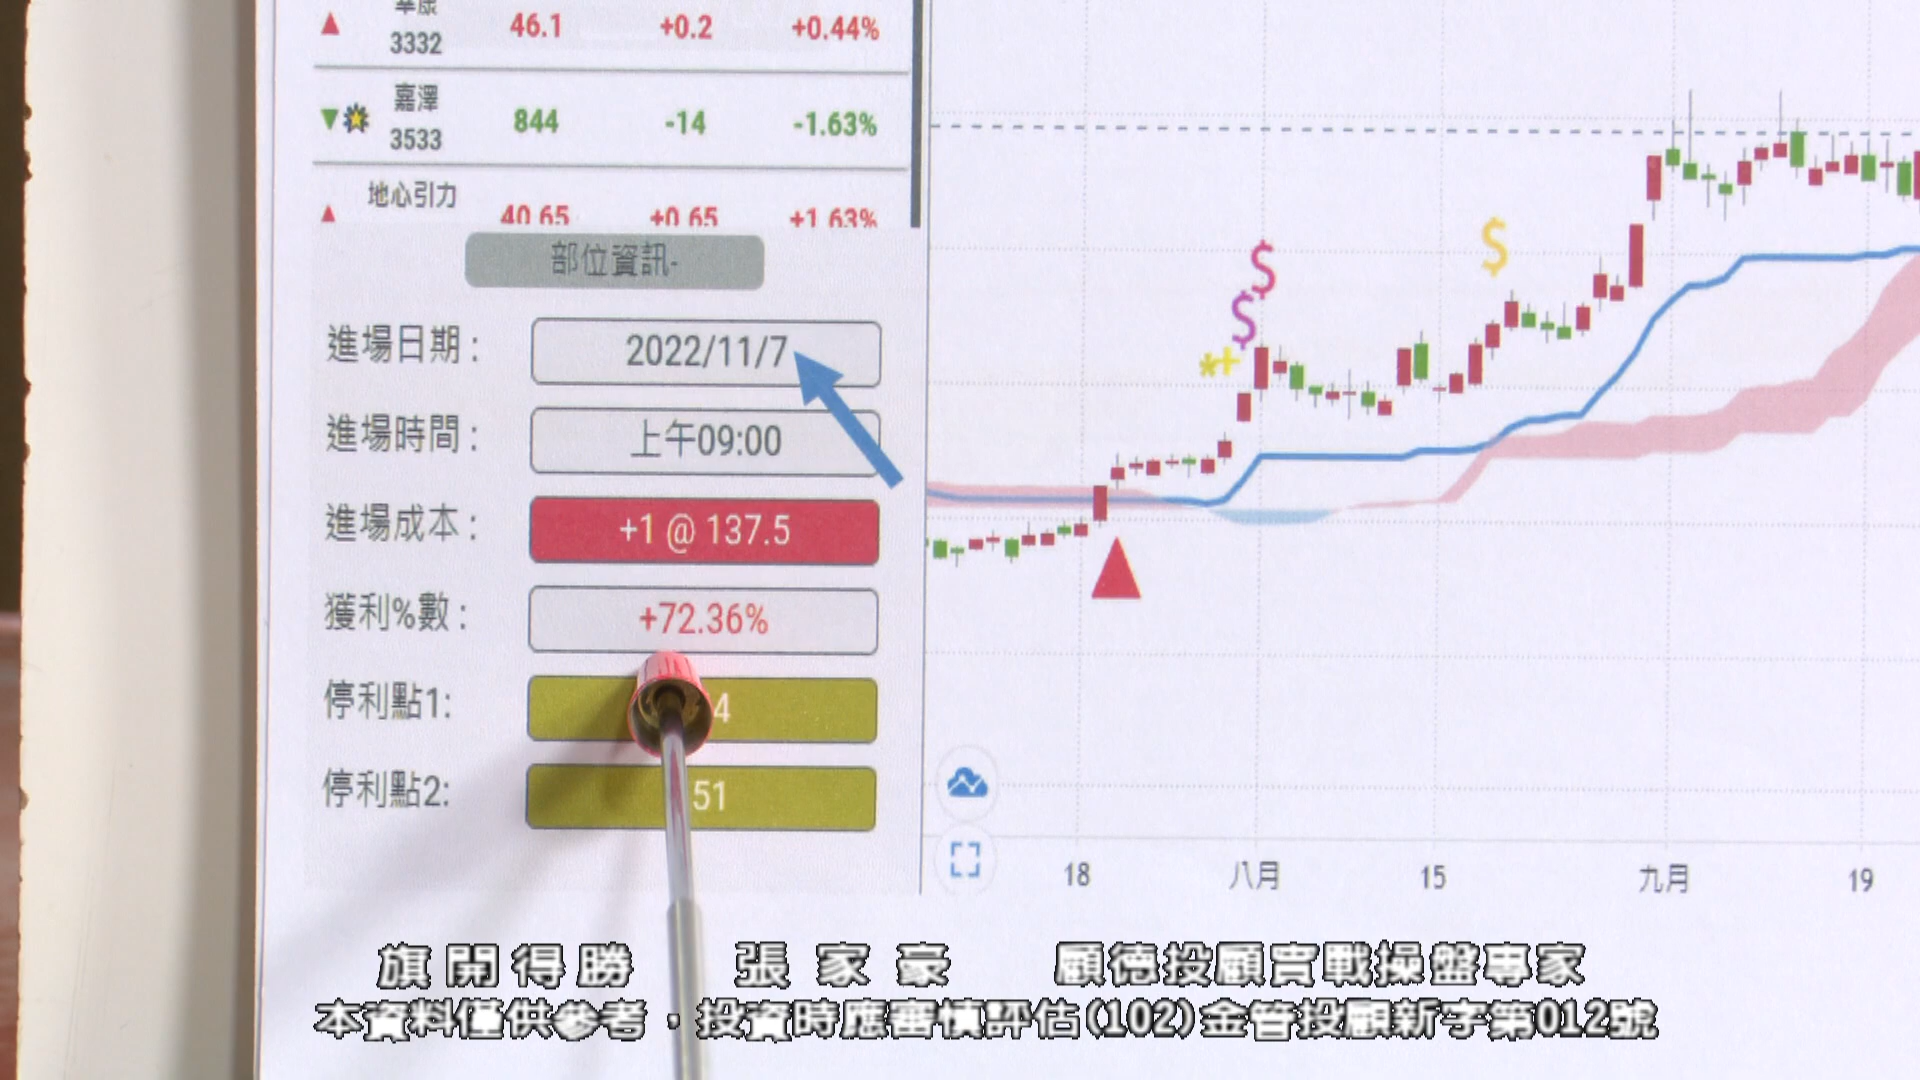 3332 46.1 +0.2 +0.44%
嘉澤
3533 844 -14 -1.63%
地心引力
40.65 +0.65 +1.63%
部位資訊-
進場日期: 2022/11/7
進場時間: 上午09:00
進場成本: +1 @ 137.5
獲利%數: +72.36%
停利點1: 4
停利點2: 51
$
$
$
*+
18 八月 15 九月 19
旗開得勝 張家豪 顧德投顧實戰操盤專家
本資料僅供參考，投資時應審慎評估(102)金管投顧新字第012號